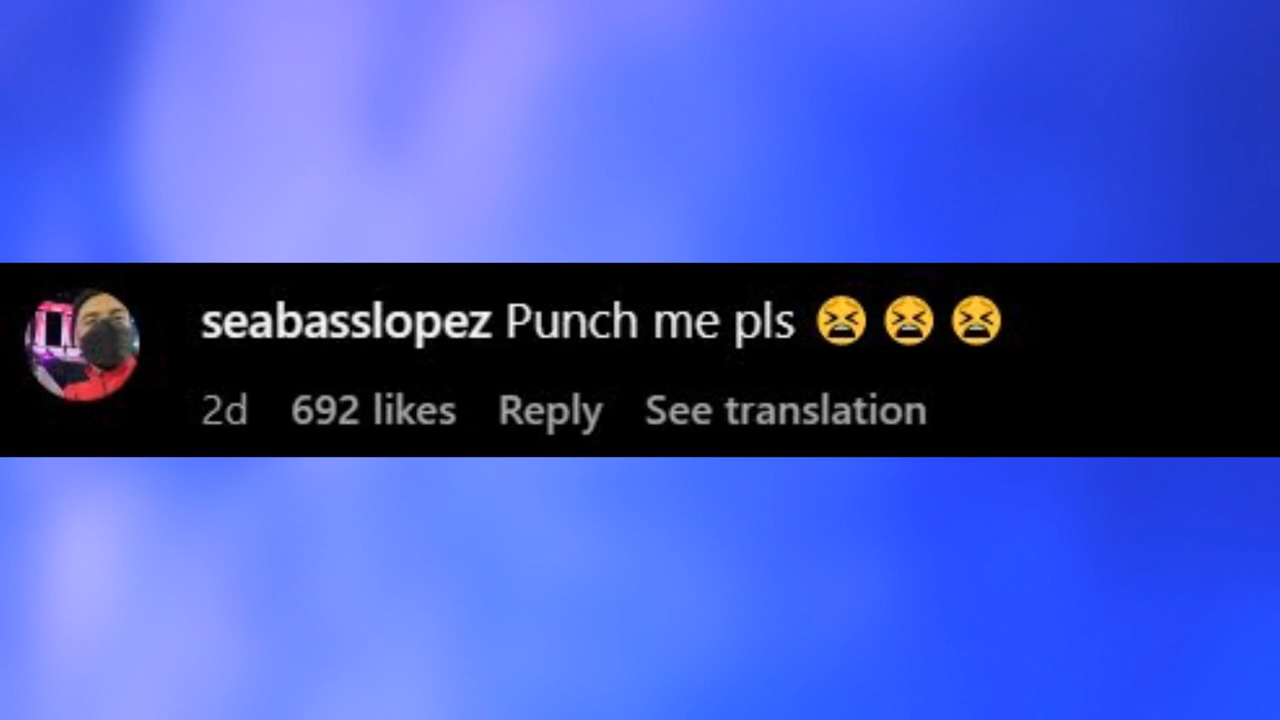 seabasslopez Punch me pls 😫 😫 😫
2d 692 likes Reply See translation